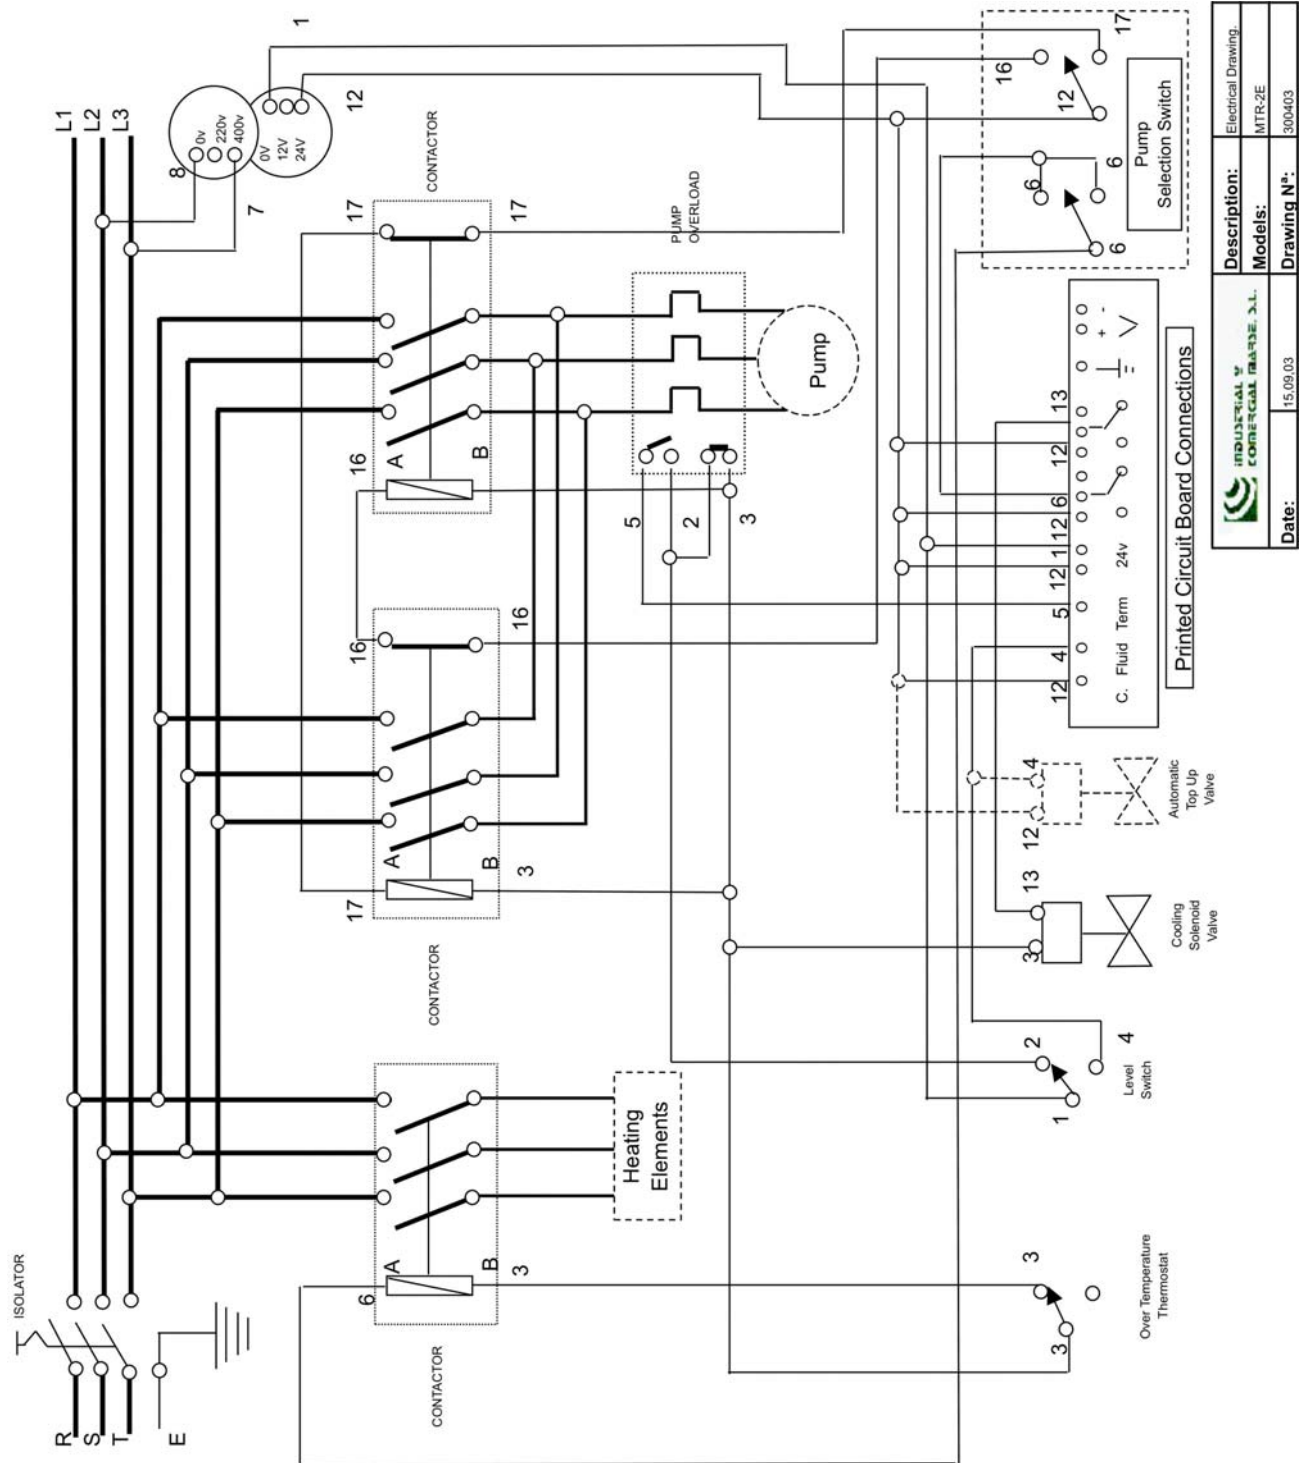 ISOLATOR
R
S
T
E
L1
L2
L3
8
0v
220v
400v
7
0V
12V
24V
1
12
CONTACTOR
6
A
B
3
Heating
Elements
CONTACTOR
17
A
B
3
16
16
CONTACTOR
16
A
B
17
17
PUMP
OVERLOAD
5
2
3
Pump
Over Temperature
Thermostat
3
3
Level
Switch
1
2
4
Cooling
Solenoid
Valve
3
13
Automatic
Top Up
Valve
12
4
Printed Circuit Board Connections
12
4
5
12
1
12
6
12
13
C. Fluid Term
24v
+ -
V
Pump
Selection Switch
6
6
6
12
16
17
INDUSTRIAL Y
COMERCIAL MARSE, S.L.
Date:
15,09,03
Description:
Electrical Drawing.
Models:
MTR-2E
Drawing Nª:
300403